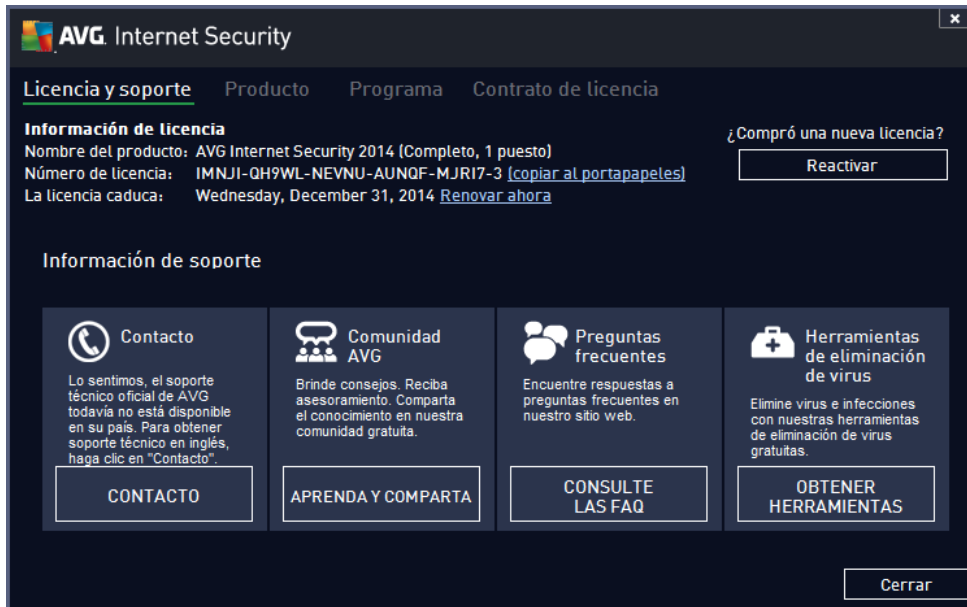 AVG. Internet Security
Licencia y soporte Producto Programa Contrato de licencia
Información de licencia
Nombre del producto: AVG Internet Security 2014 (Completo, 1 puesto)
Número de licencia: IMNJI-QH9WL-NEVNU-AUNQF-MJRI7-3 (copiar al portapapeles)
La licencia caduca: Wednesday, December 31, 2014 Renovar ahora
¿Compró una nueva licencia?
Reactivar
Información de soporte
Contacto
Lo sentimos, el soporte
técnico oficial de AVG
todavía no está disponible
en su país. Para obtener
soporte técnico en inglés,
haga clic en "Contacto".
CONTACTO
Comunidad
AVG
Brinde consejos. Reciba
asesoramiento. Comparta
el conocimiento en nuestra
comunidad gratuita.
APRENDA Y COMPARTA
Preguntas
frecuentes
Encuentre respuestas a
preguntas frecuentes en
nuestro sitio web.
CONSULTE
LAS FAQ
Herramientas
de eliminación
de virus
Elimine virus e infecciones
con nuestras herramientas
de eliminación de virus
gratuitas.
OBTENER
HERRAMIENTAS
Cerrar